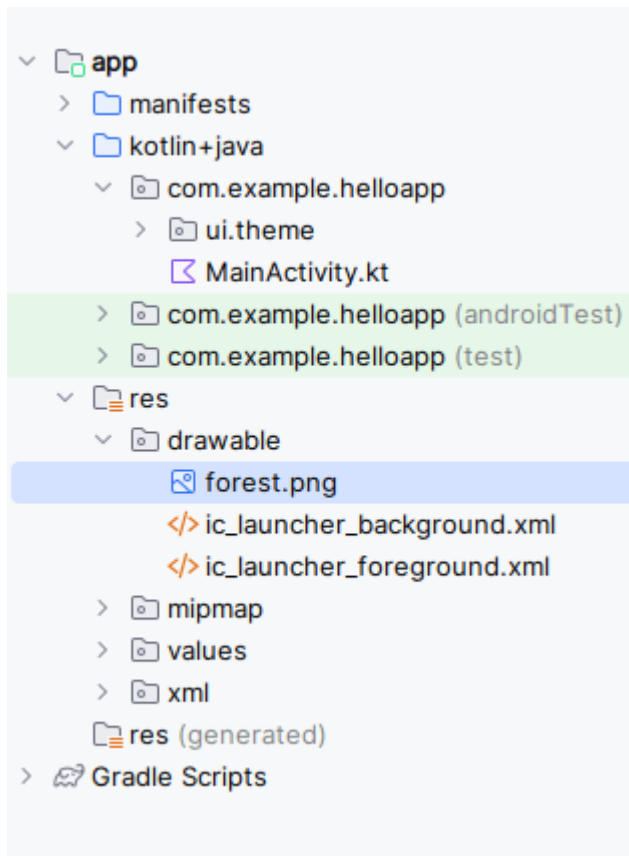 app
manifests
kotlin+java
com.example.helloapp
ui.theme
MainActivity.kt
com.example.helloapp (androidTest)
com.example.helloapp (test)
res
drawable
forest.png
ic_launcher_background.xml
ic_launcher_foreground.xml
mipmap
values
xml
res (generated)
Gradle Scripts